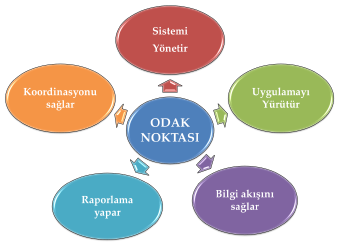 Sistemi
Yönetir
Koordinasyonu
sağlar
Uygulamayı
Yürütür
ODAK
NOKTASI
Raporlama
yapar
Bilgi akışını
sağlar